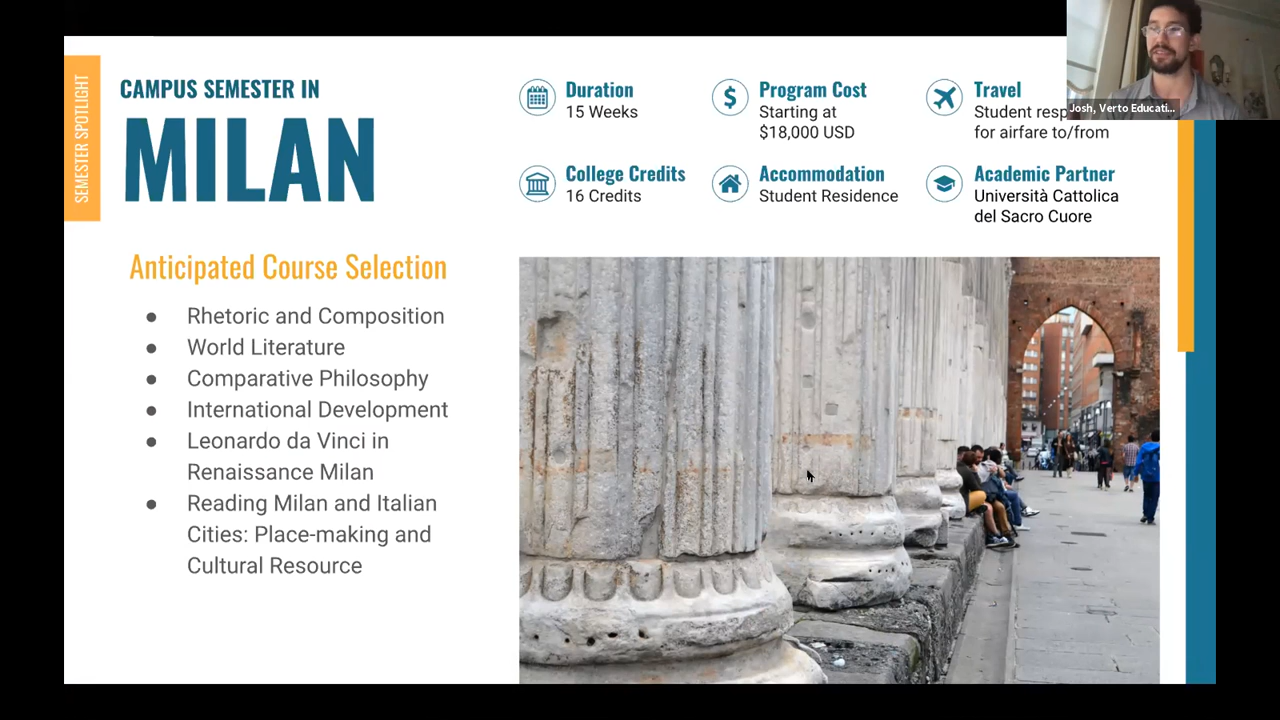 SEMESTER SPOTLIGHT
CAMPUS SEMESTER IN
MILAN
Duration
15 Weeks
Program Cost
Starting at
$18,000 USD
Travel
Student resp
for airfare to/from
College Credits
16 Credits
Accommodation
Student Residence
Academic Partner
Università Cattolica
del Sacro Cuore
Josh, Verto Educati...
Anticipated Course Selection
● Rhetoric and Composition
● World Literature
● Comparative Philosophy
● International Development
● Leonardo da Vinci in
Renaissance Milan
● Reading Milan and Italian
Cities: Place-making and
Cultural Resource